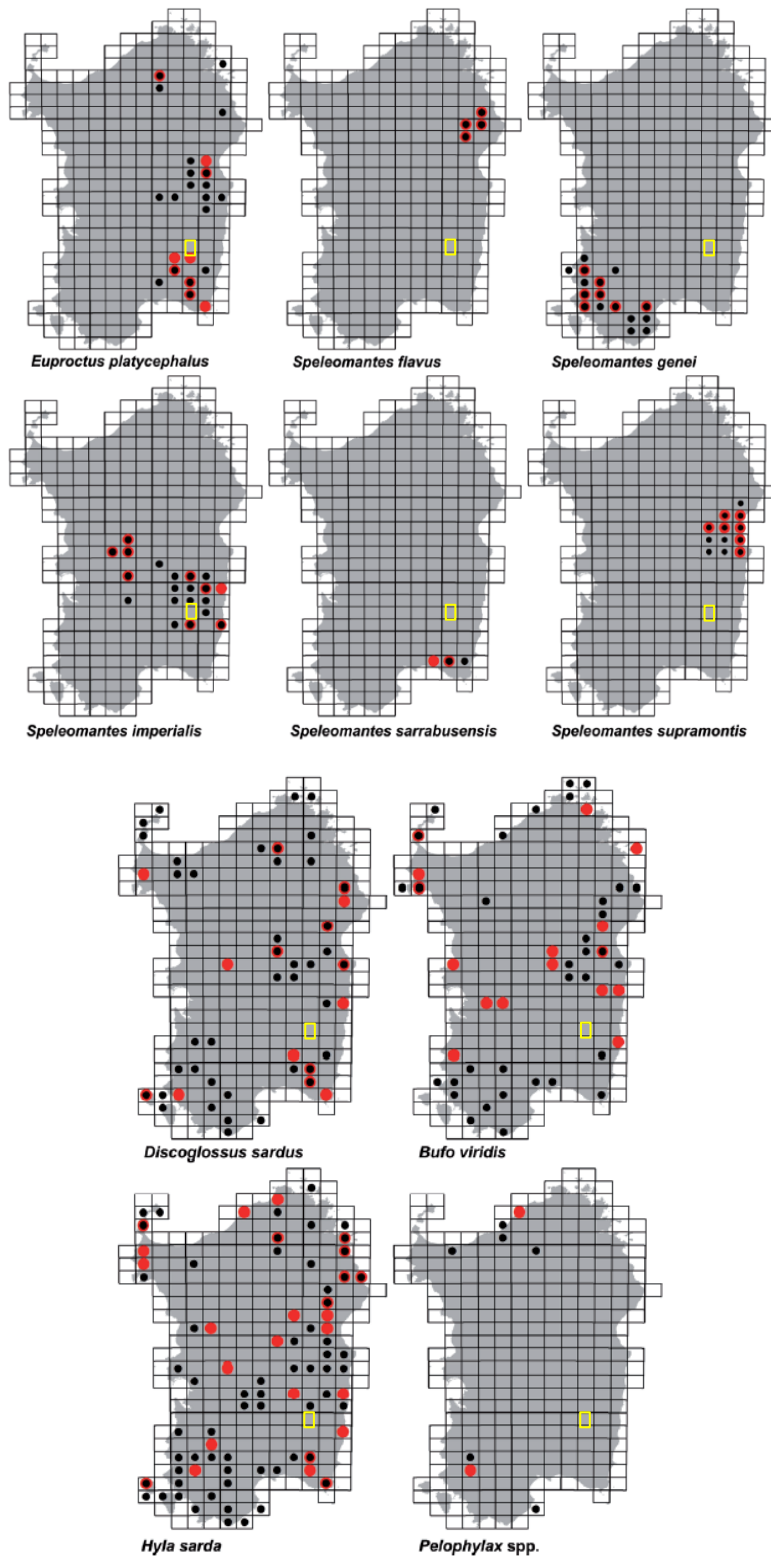 Euproctus platycephalus Speleomantes flavus Speleomantes genei
Speleomantes imperialis Speleomantes sarrabusensis Speleomantes supramontis
Discoglossus sardus Bufo viridis
Hyla sarda Pelophylax spp.